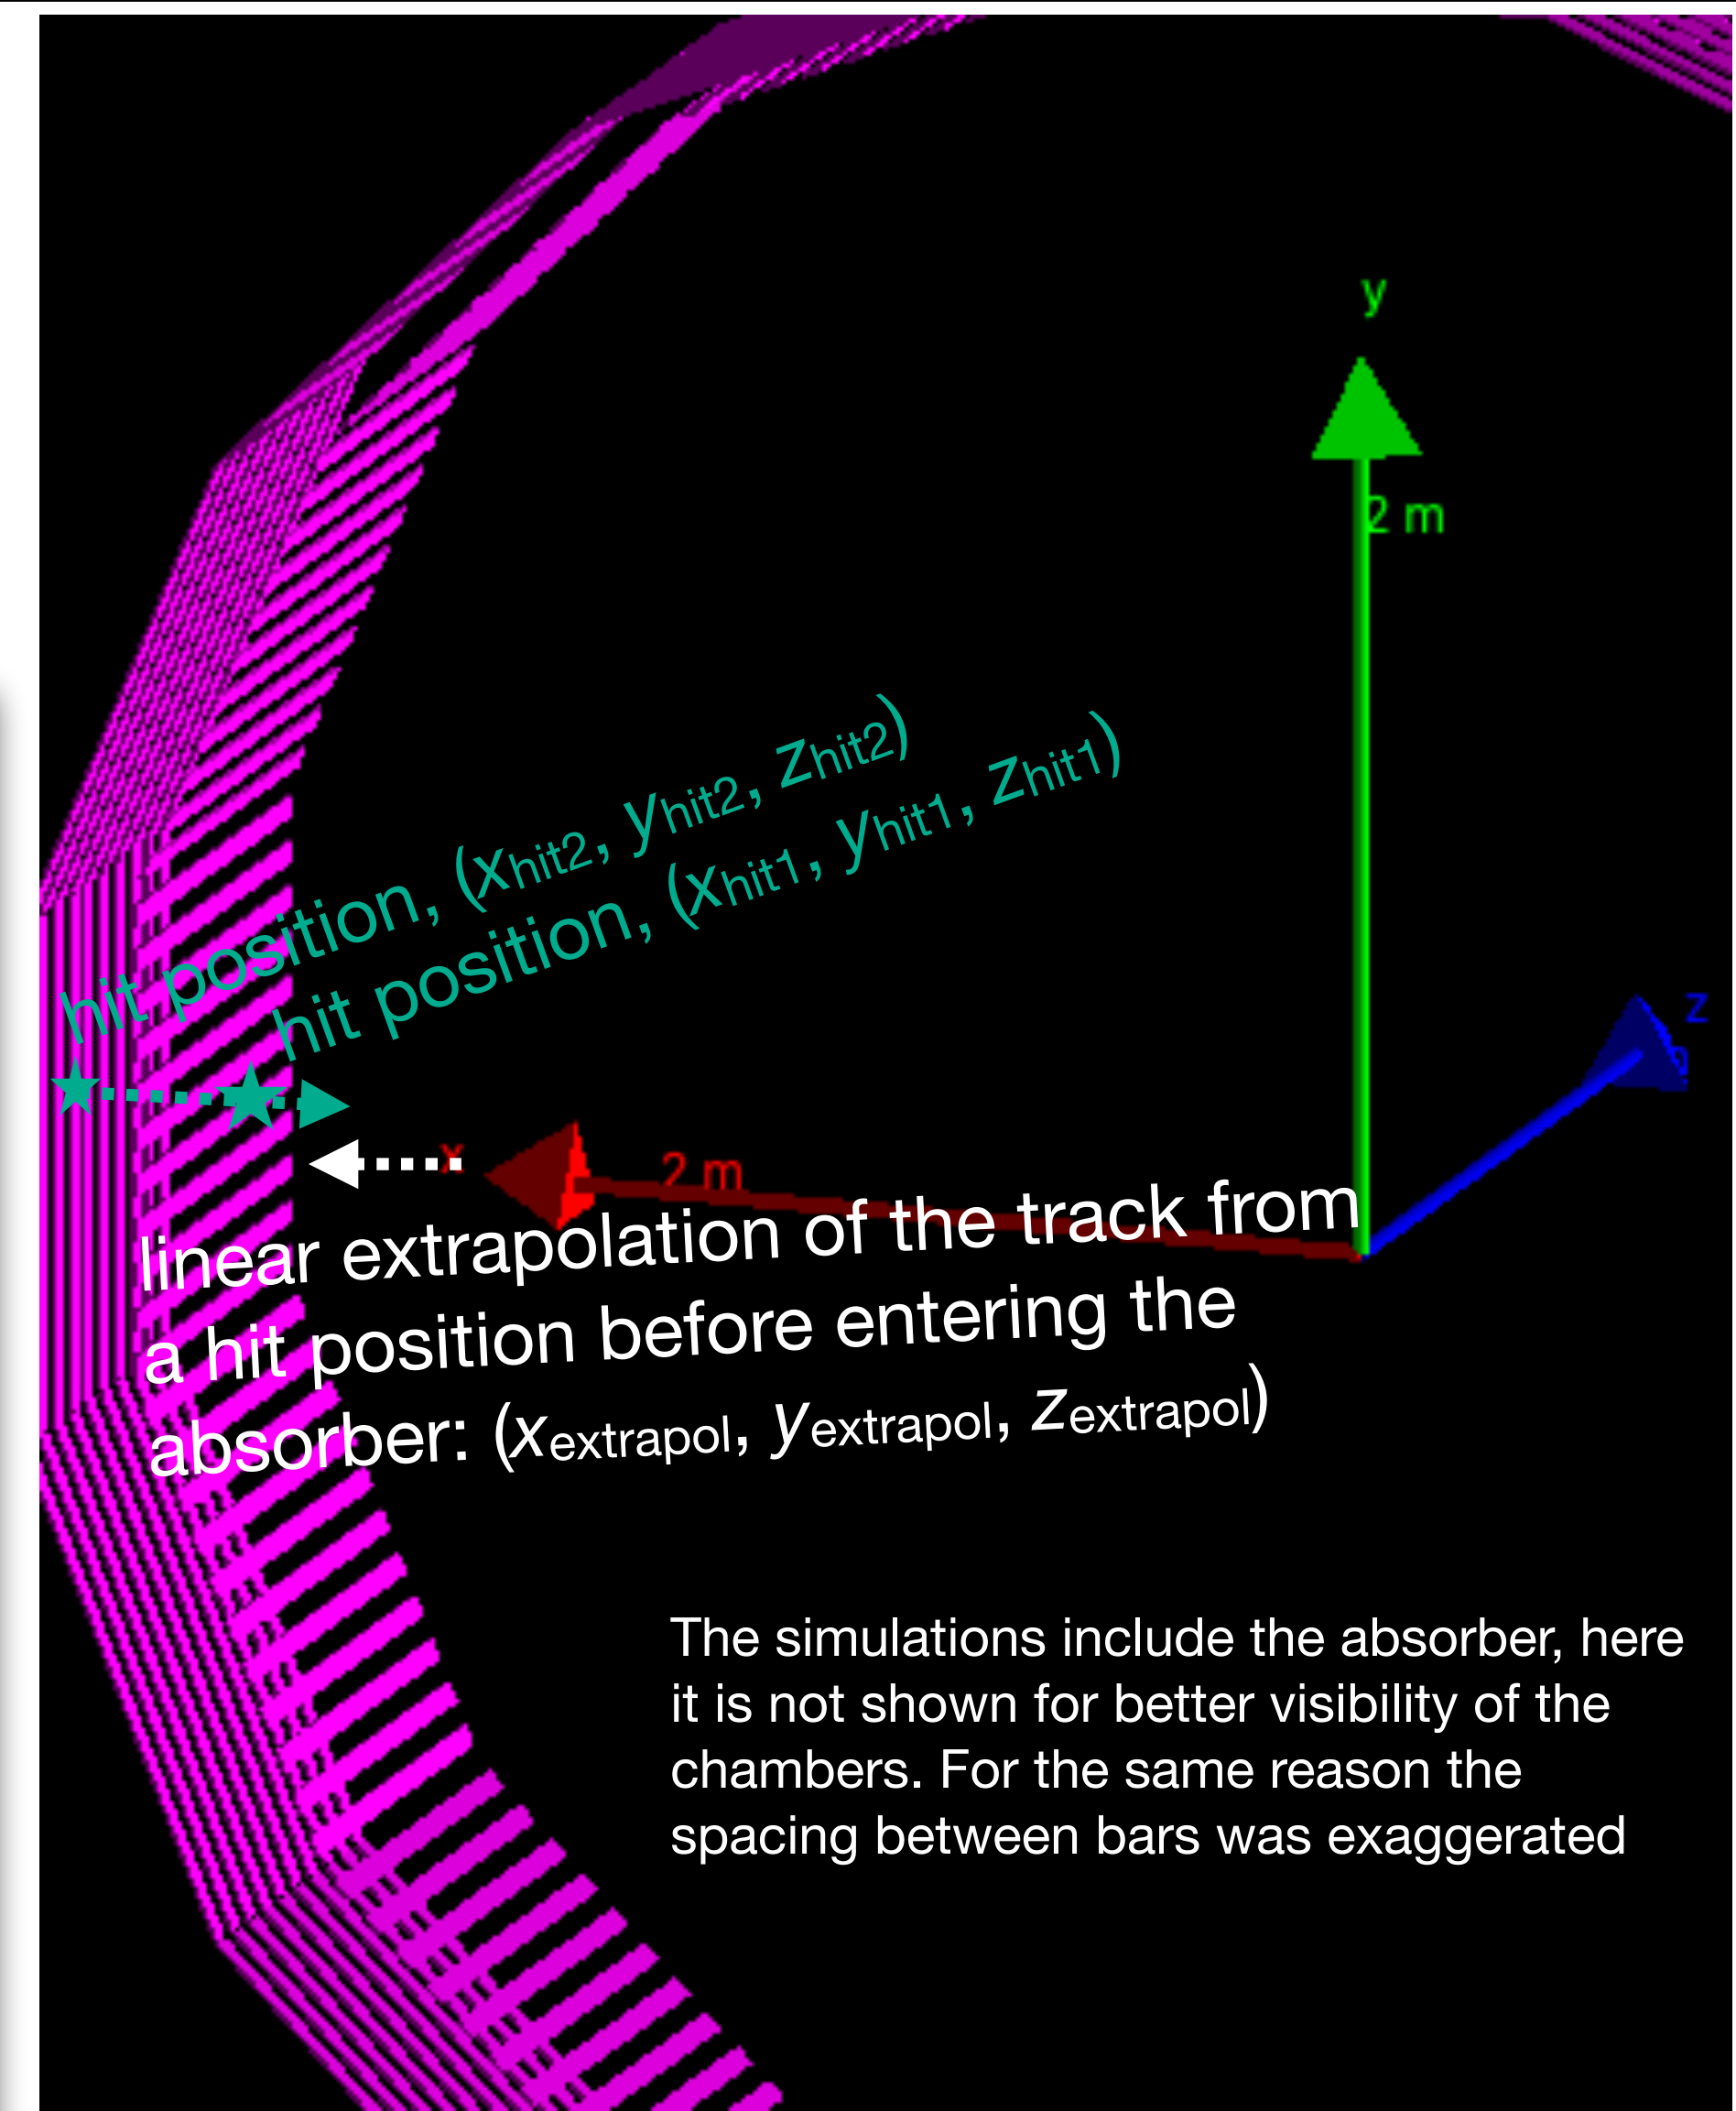 y
2 m
hit position, (xhit2, yhit2, zhit2)
hit position, (xhit1, yhit1, zhit1)
z
x
2 m
linear extrapolation of the track from
a hit position before entering the
absorber: (xextrapol, yextrapol, zextrapol)
The simulations include the absorber, here
it is not shown for better visibility of the
chambers. For the same reason the
spacing between bars was exaggerated